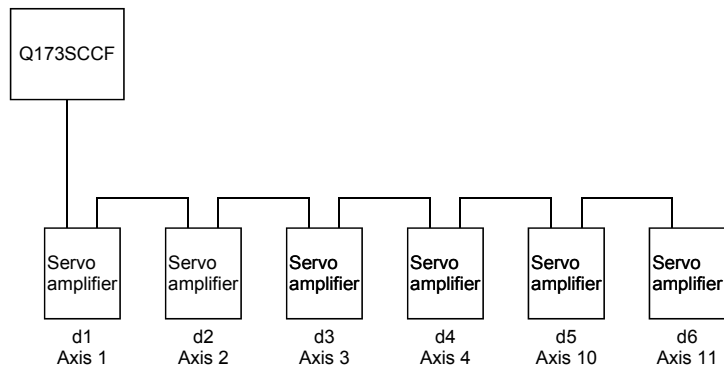 Q173SCCF
Servo amplifier
Servo amplifier
Servo amplifier
Servo amplifier
Servo amplifier
Servo amplifier
d1 d2 d3 d4 d5 d6
Axis 1 Axis 2 Axis 3 Axis 4 Axis 10 Axis 11